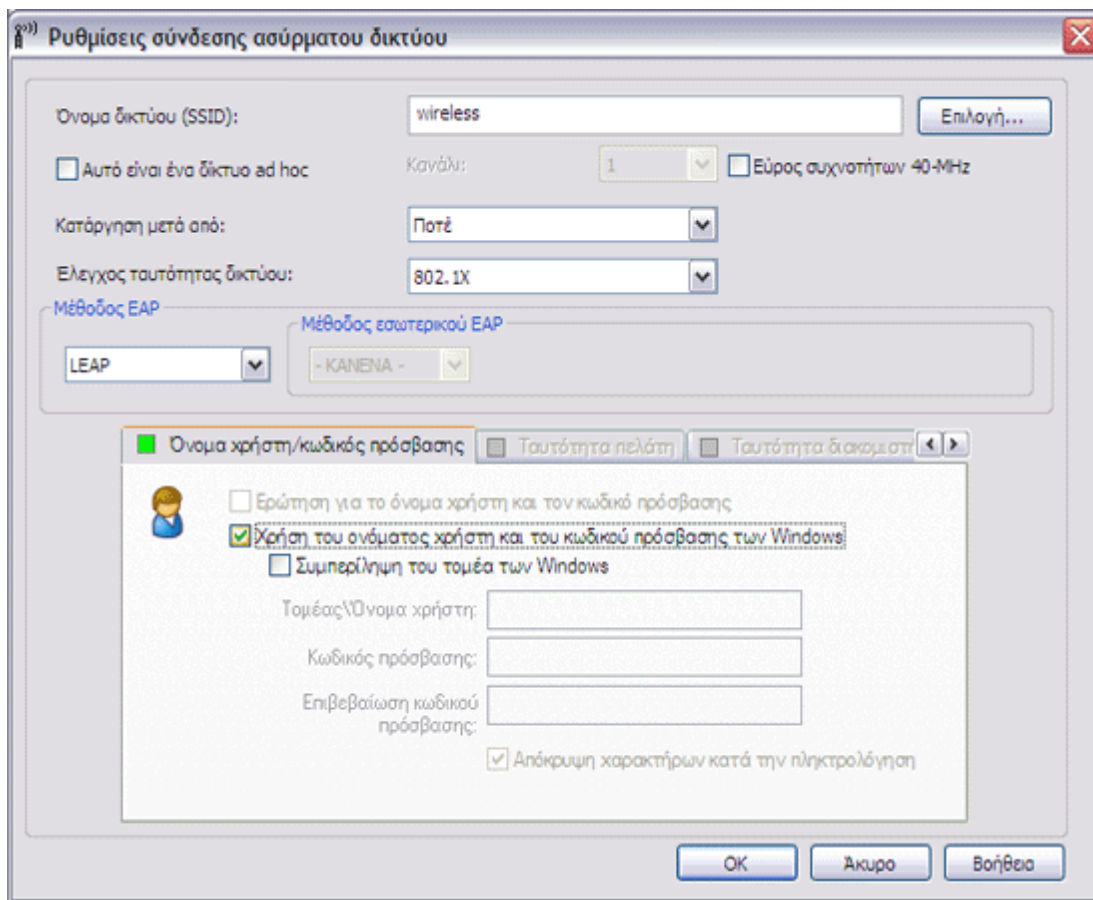 Ρυθμίσεις σύνδεσης ασύρματου δικτύου
Όνομα δικτύου (SSID): wireless Επιλογή...
Αυτό είναι ένα δίκτυο ad hoc Κανάλι: 1 Εύρος συχνοτήτων 40-MHz
Κατάργηση μετά από: Ποτέ
Έλεγχος ταυτότητας δικτύου: 802.1X
Μέθοδος EAP
Μέθοδος εσωτερικού EAP
LEAP - KANENA -
Όνομα χρήστη/κωδικός πρόσβασης Ταυτότητα πελάτη Ταυτότητα διακομιστ
Ερώτηση για το όνομα χρήστη και τον κωδικό πρόσβασης
Χρήση του ονόματος χρήστη και του κωδικού πρόσβασης των Windows
Συμπερίληψη του τομέα των Windows
Τομέας\Όνομα χρήστη:
Κωδικός πρόσβασης:
Επιβεβαίωση κωδικού
πρόσβασης:
Απόκρυψη χαρακτήρων κατά την πληκτρολόγηση
OK Άκυρο Βοήθεια